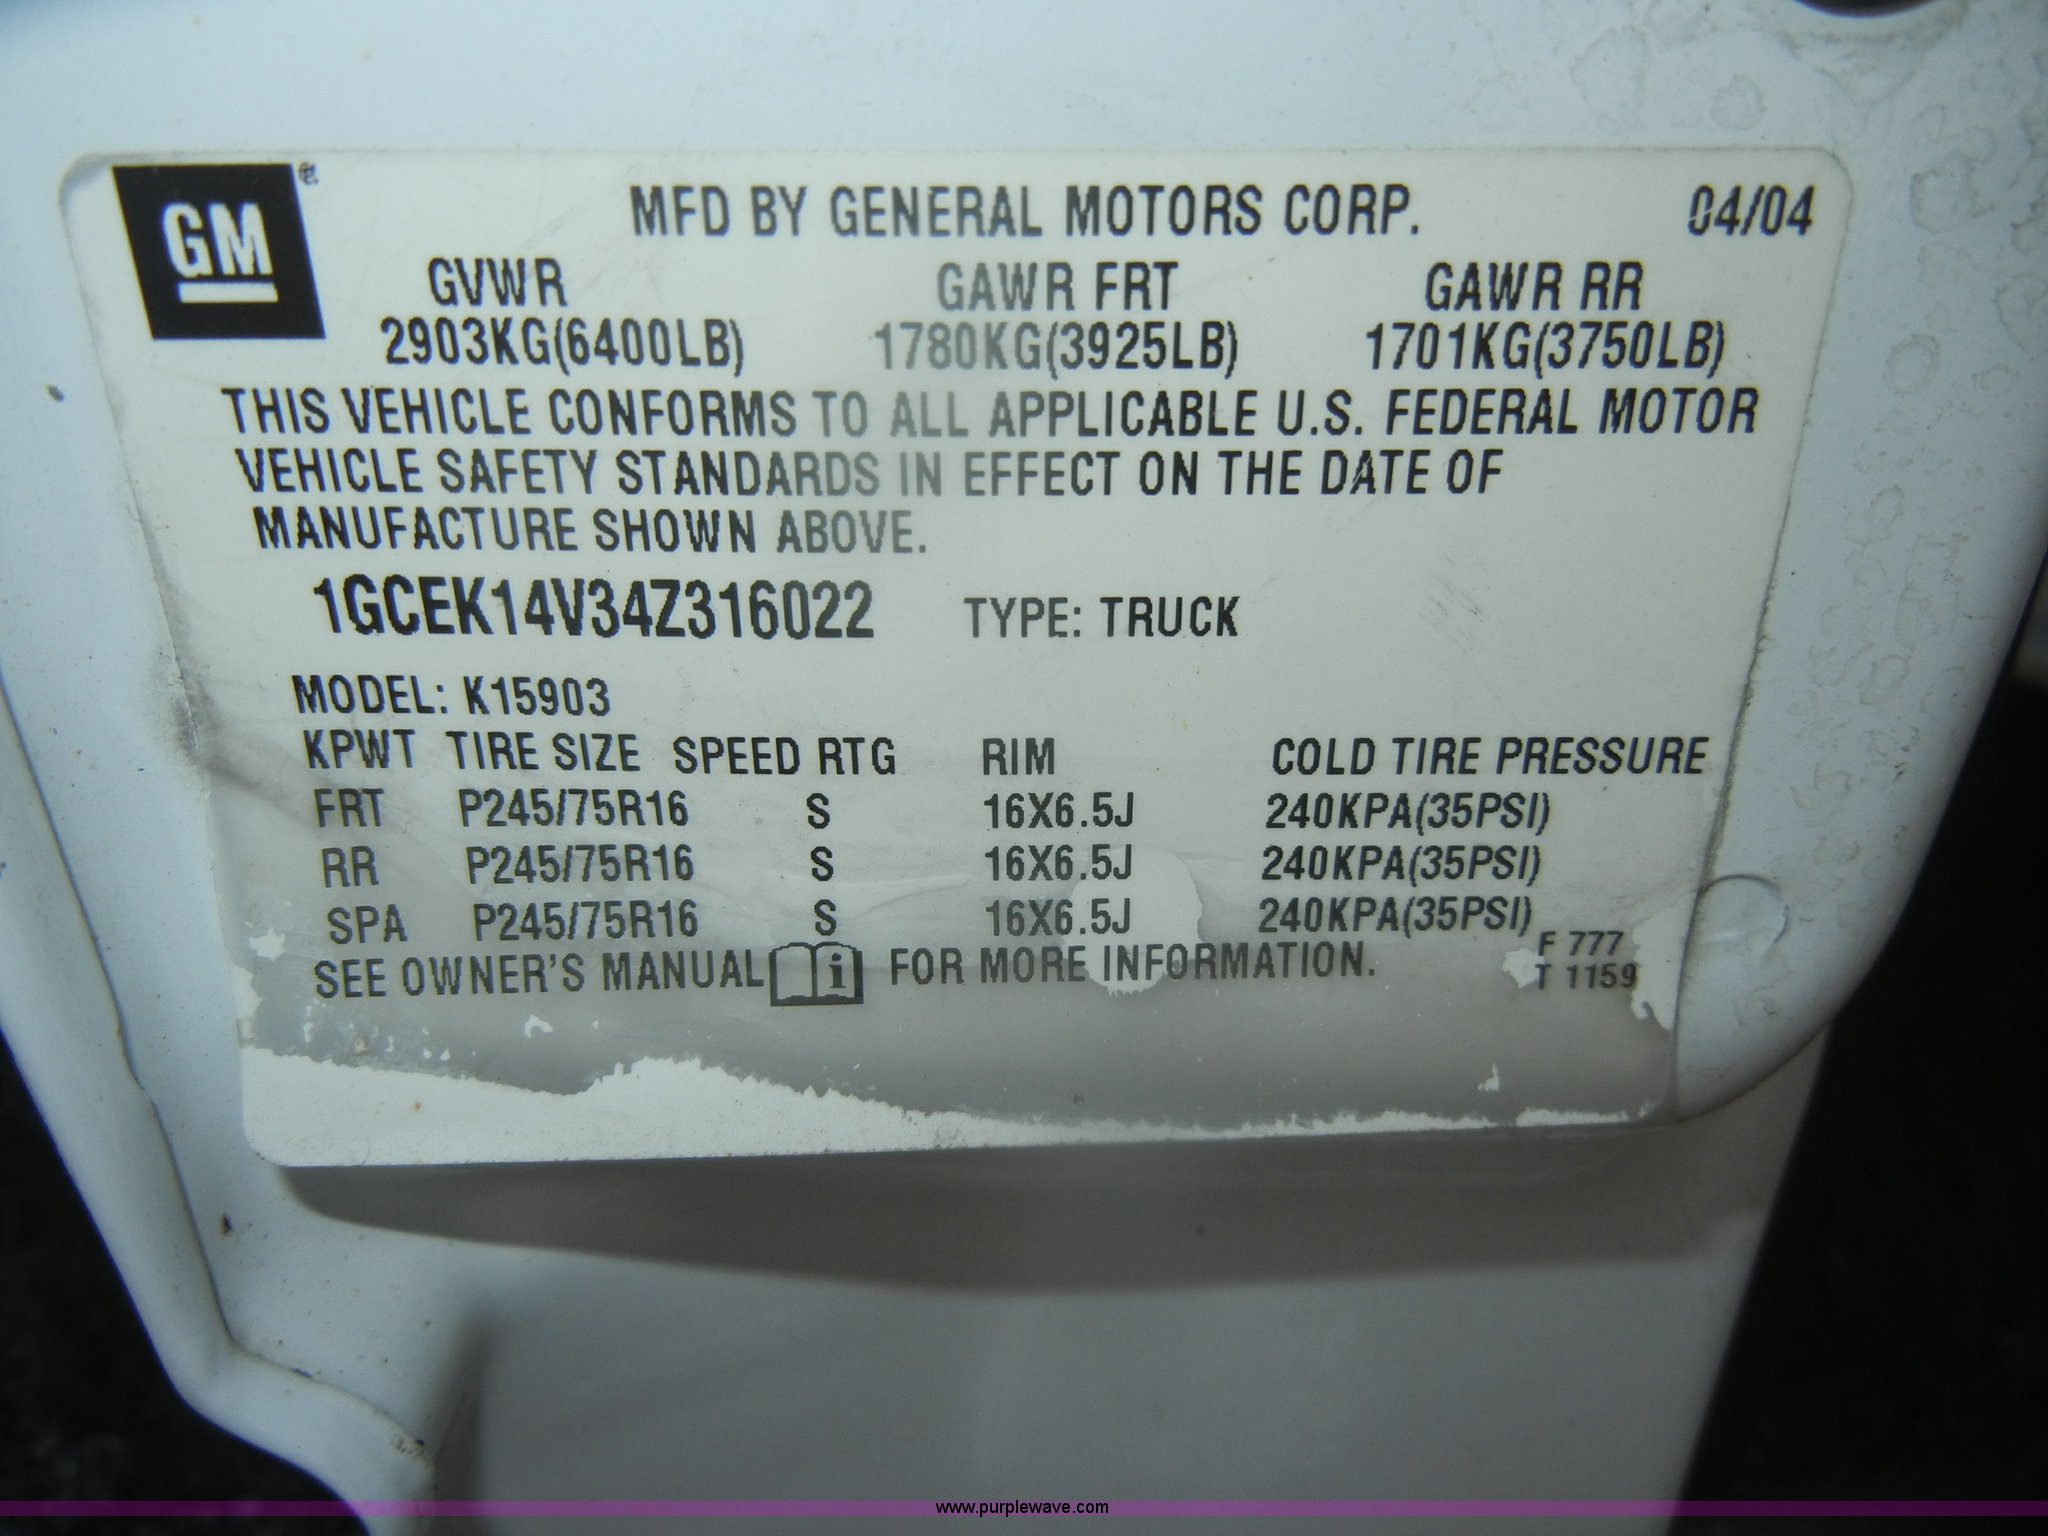 GM®
MFD BY GENERAL MOTORS CORP. 04/04
GVWR GAWR FRT GAWR RR
2903KG(6400LB) 1780KG(3925LB) 1701KG(3750LB)
THIS VEHICLE CONFORMS TO ALL APPLICABLE U.S. FEDERAL MOTOR
VEHICLE SAFETY STANDARDS IN EFFECT ON THE DATE OF
MANUFACTURE SHOWN ABOVE.
1GCEK14V34Z316022 TYPE: TRUCK
MODEL: K15903
KPWT TIRE SIZE SPEED RTG RIM COLD TIRE PRESSURE
FRT P245/75R16 S 16X6.5J 240KPA(35PSI)
RR P245/75R16 S 16X6.5J 240KPA(35PSI)
SPA P245/75R16 S 16X6.5J 240KPA(35PSI)
SEE OWNER'S MANUAL i FOR MORE INFORMATION.
F 777
T 1159
www.purplewave.com